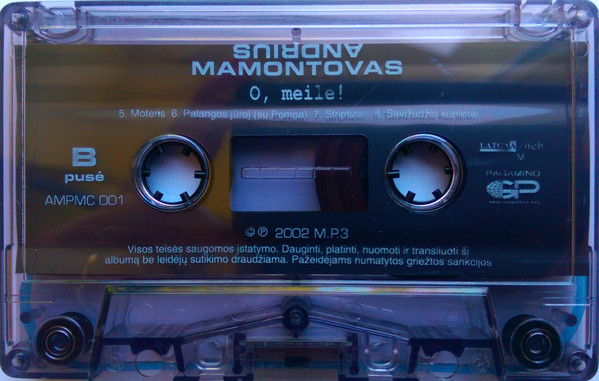 ANDRIUS
MAMONTOVAS
O, meile!
5. Moteris 6. Palangos jūroj (su Pompa) 7. Striptizas 8. Savižudžio kupletai
B
pusė
AMPMC 001
LATGA
M
PAGAMINO
GP
© ℗ 2002 M.P.3
Visos teisės saugomos įstatymo. Dauginti, platinti, nuomoti ir transliuoti šį
albumą be leidėjų sutikimo draudžiama. Pažeidėjams numatytos griežtos sankcijos